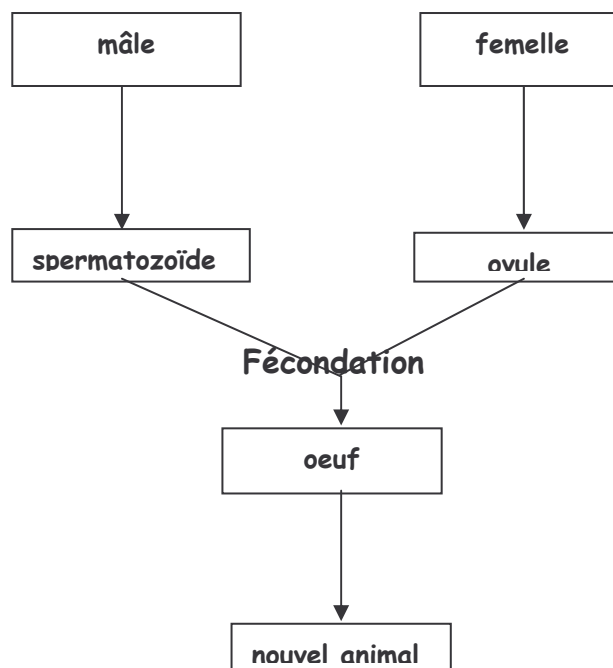 mâle
femelle
spermatozoïde
ovule
Fécondation
oeuf
nouvel animal